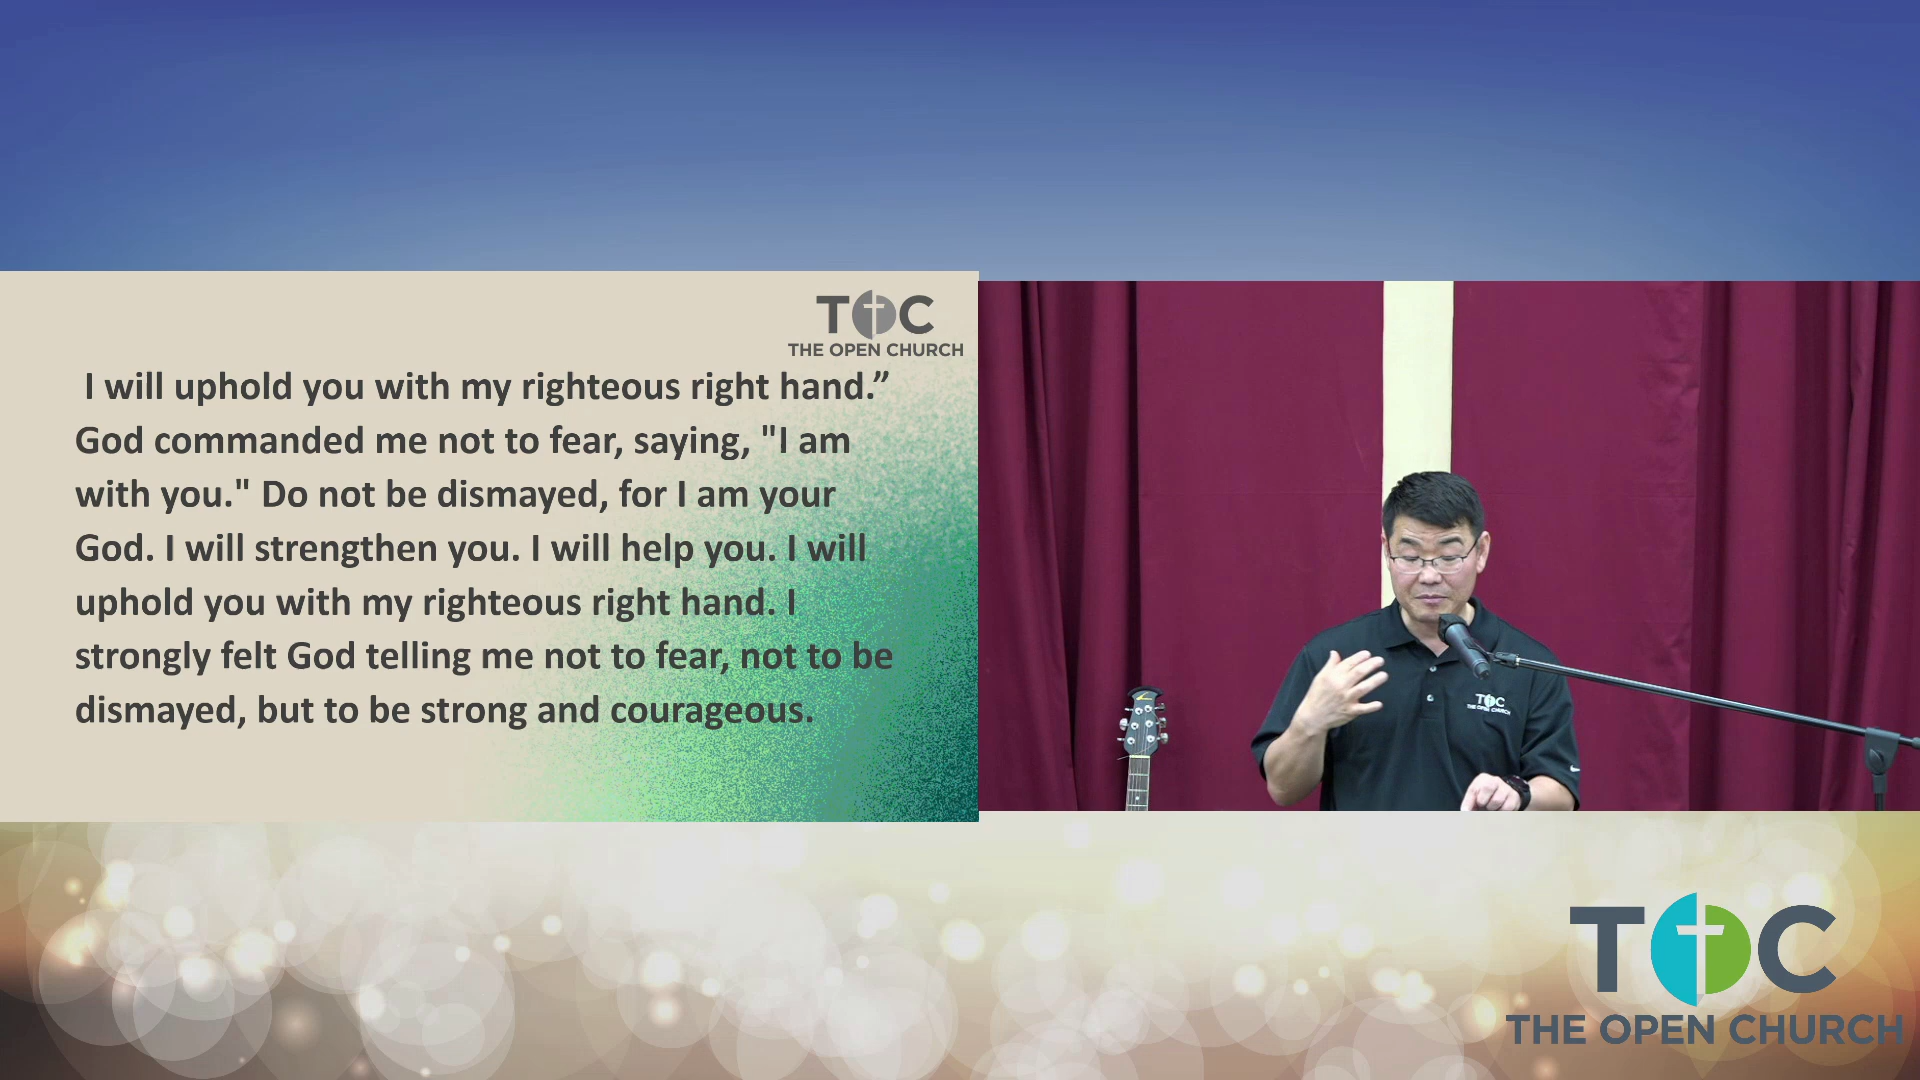 TOC
THE OPEN CHURCH
I will uphold you with my righteous right hand.”
God commanded me not to fear, saying, "I am
with you." Do not be dismayed, for I am your
God. I will strengthen you. I will help you. I will
uphold you with my righteous right hand. I
strongly felt God telling me not to fear, not to be
dismayed, but to be strong and courageous.
TOC
THE OPEN CHURCH
TOC
THE OPEN CHURCH